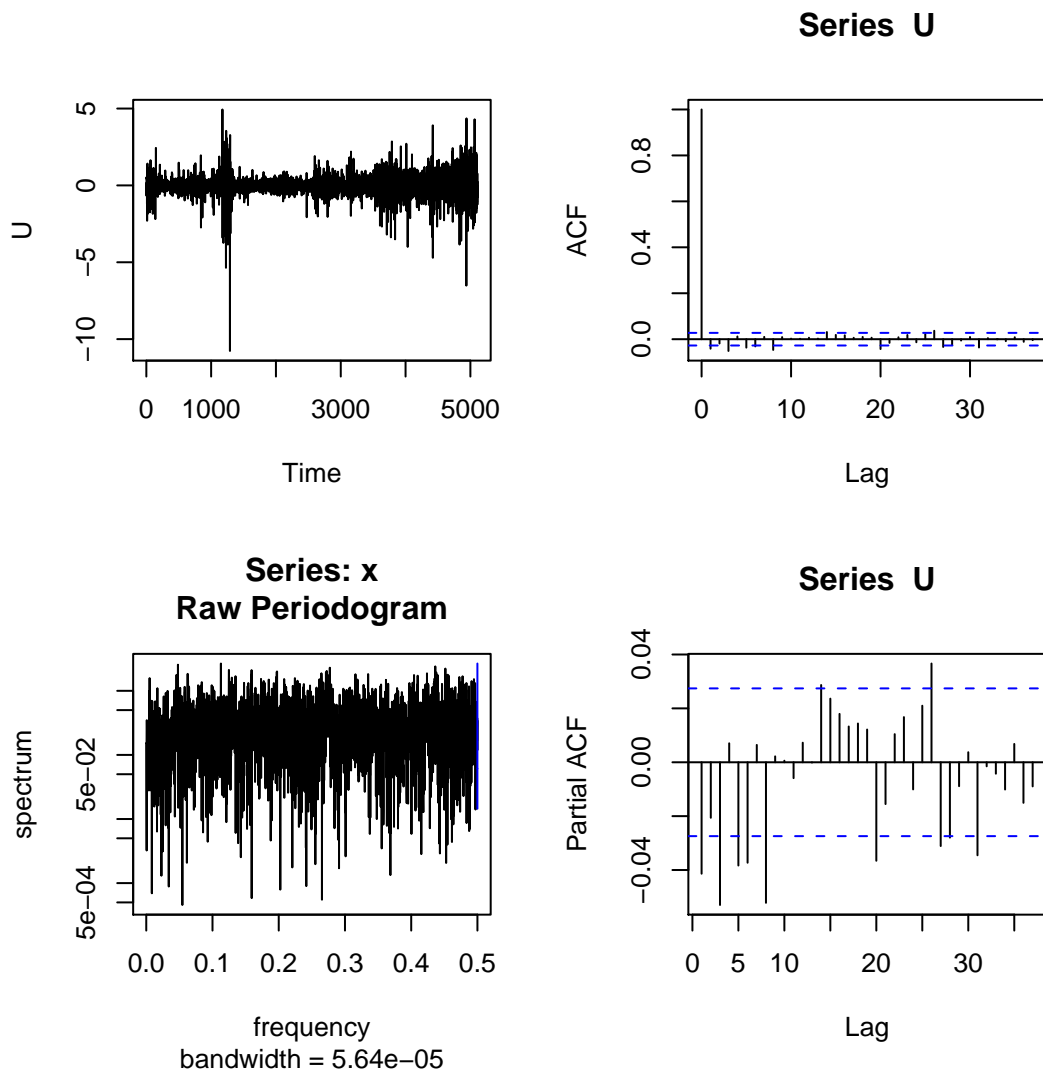 U
5
0
−5
−10
0
1000
3000
5000
Time
Series U
ACF
0.8
0.4
0.0
0
10
20
30
Lag
Series: x
Raw Periodogram
spectrum
5e−02
5e−04
0.0
0.1
0.2
0.3
0.4
0.5
frequency
bandwidth = 5.64e−05
Series U
Partial ACF
0.04
0.00
−0.04
0
5
10
20
30
Lag